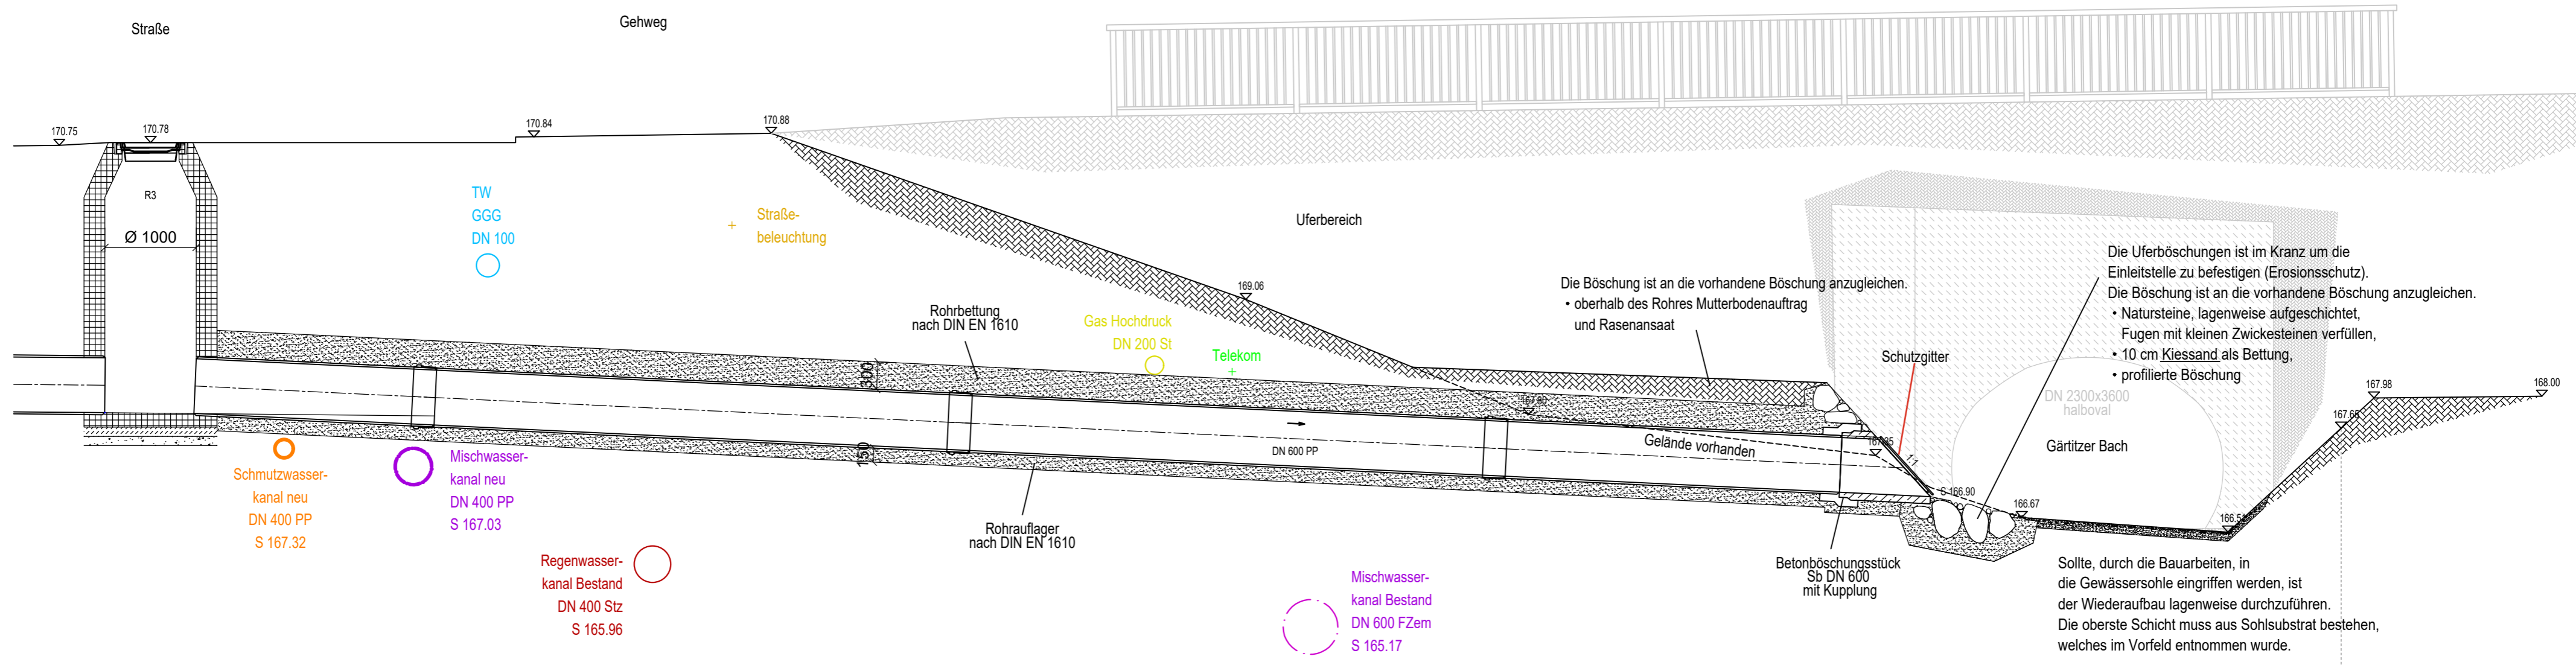 Straße
Gehweg
170.75
170.78
170.84
170.88
R3
Ø 1000
TW
GGG
DN 100
Straße-
beleuchtung
Uferbereich
169.06
Rohrbettung
nach DIN EN 1610
Gas Hochdruck
DN 200 St
Telekom
300
150
Die Böschung ist an die vorhandene Böschung anzugleichen.
• oberhalb des Rohres Mutterbodenauftrag
und Rasenansaat
Schutzgitter
Die Uferböschungen ist im Kranz um die
Einleitstelle zu befestigen (Erosionsschutz).
Die Böschung ist an die vorhandene Böschung anzugleichen.
• Natursteine, lagenweise aufgeschichtet,
Fugen mit kleinen Zwickesteinen verfüllen,
• 10 cm Kiessand als Bettung,
• profilierte Böschung
DN 2300x3600
halboval
Gärtitzer Bach
167.98
168.00
Gelände vorhanden
1:1
DN 600 PP
S 166.90
166.67
Schmutzwasser-
kanal neu
DN 400 PP
S 167.32
Mischwasser-
kanal neu
DN 400 PP
S 167.03
Regenwasser-
kanal Bestand
DN 400 Stz
S 165.96
Rohrauflager
nach DIN EN 1610
Mischwasser-
kanal Bestand
DN 600 FZem
S 165.17
Betonböschungsstück
Sb DN 600
mit Kupplung
Sollte, durch die Bauarbeiten, in
die Gewässersohle eingriffen werden, ist
der Wiederaufbau lagenweise durchzuführen.
Die oberste Schicht muss aus Sohlsubstrat bestehen,
welches im Vorfeld entnommen wurde.